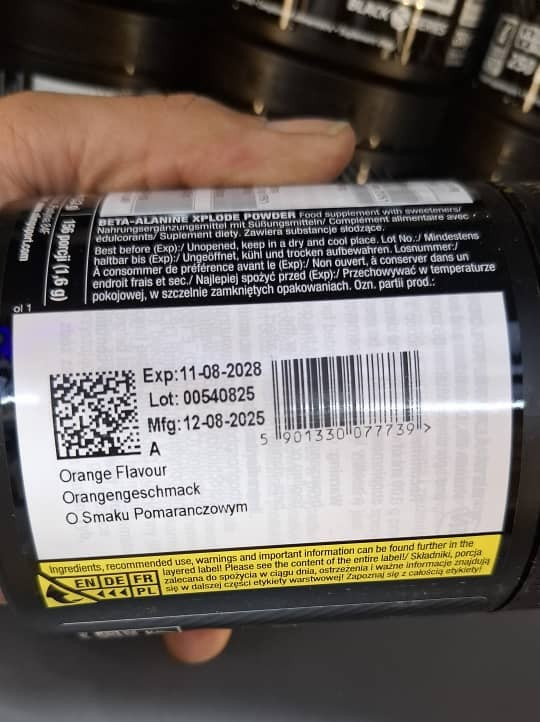 BLACK
250
156 porcji (1,6 g)
BETA-ALANINE XPLODE POWDER Food supplement with sweeteners/
Nahrungsergänzungsmittel mit Süßungsmitteln/ Complément alimentaire avec
édulcorants/ Suplement diety. Zawiera substancje słodzące.
Best before (Exp):/ Unopened, keep in a dry and cool place. Lot No.:/ Mindestens
haltbar bis (Exp):/ Ungeöffnet, kühl und trocken aufbewahren. Losnummer:/
À consommer de préférence avant le (Exp):/ Non ouvert, à conserver dans un
endroit frais et sec./ Najlepiej spożyć przed (Exp):/ Przechowywać w temperaturze
pokojowej, w szczelnie zamkniętych opakowaniach. Ozn. partii prod.:
Exp:11-08-2028
Lot: 00540825
Mfg:12-08-2025
A
5 901330 077739 >
Orange Flavour
Orangengeschmack
O Smaku Pomaranczowym
Ingredients, recommended use, warnings and important information can be found further in the
layered label! Please see the content of the entire label!/ Składniki, porcja
zalecana do spożycia w ciągu dnia, ostrzeżenia i ważne informacje znajdują
się w dalszej części etykiety warstwowej! Zapoznaj się z całością etykiety!
EN DE FR
PL